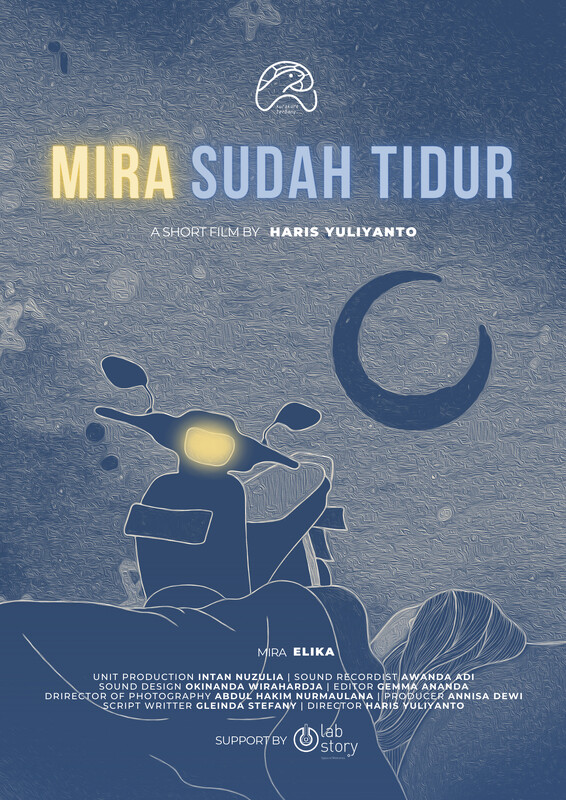 MIRA SUDAH TIDUR
A SHORT FILM BY HARIS YULIYANTO
MIRA ELIKA
UNIT PRODUCTION INTAN NUZULIA | SOUND RECORDIST AWANDA ADI
SOUND DESIGN OKINANDA WIRAHARDJA | EDITOR GEMMA ANANDA
DRIRECTOR OF PHOTOGRAPHY ABDUL HAKIM NURMAULANA | PRODUCER ANNISA DEWI
SCRIPT WRITTER GLEINDA STEFANY | DIRECTOR HARIS YULIYANTO
SUPPORT BY lab
story